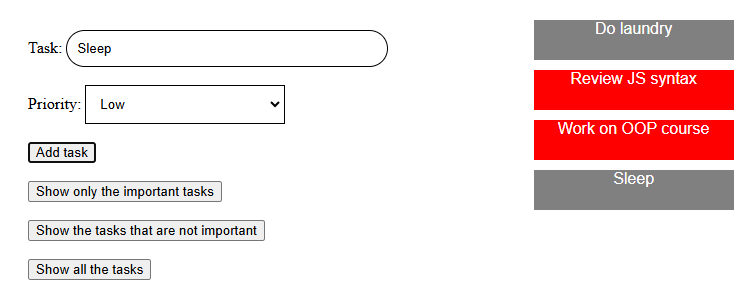 Task: Sleep
Priority: Low
Add task
Show only the important tasks
Show the tasks that are not important
Show all the tasks
Do laundry
Review JS syntax
Work on OOP course
Sleep